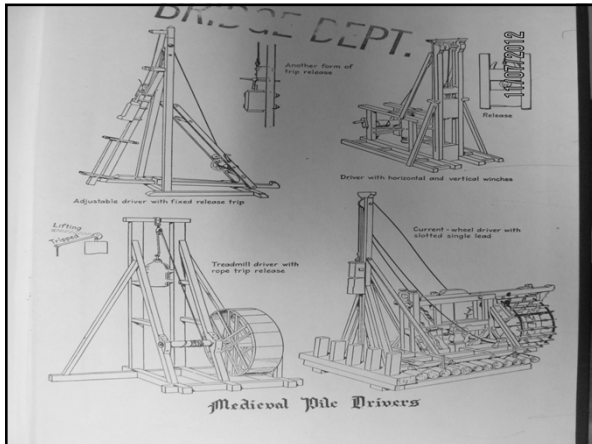 BRIDGE DEPT.
Another form of
trip release
11/07/2012
Release
Adjustable driver with fixed release trip
Driver with horizontal and vertical winches
Lifting
Tripped
Treadmill driver with
rope trip release
Current-wheel driver with
slotted single lead
Medieval Pile Drivers